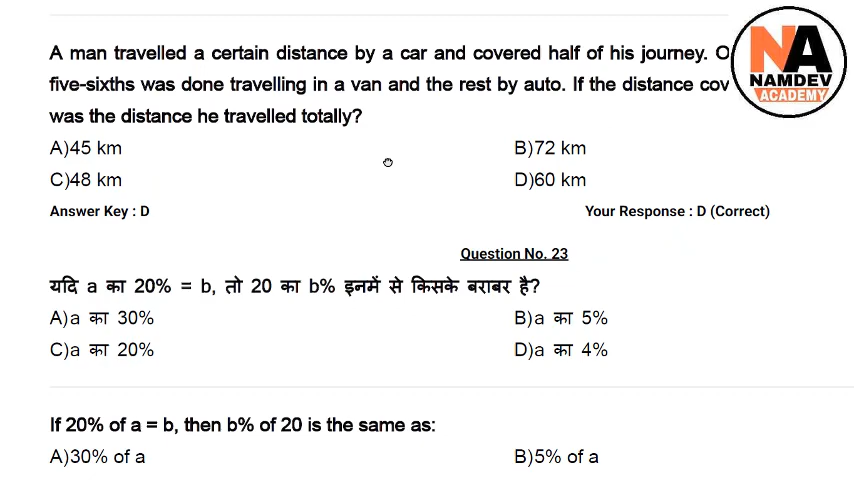 A man travelled a certain distance by a car and covered half of his journey.
five-sixths was done travelling in a van and the rest by auto. If the distance
was the distance he travelled totally?
A)45 km B)72 km
C)48 km D)60 km
Answer Key : D Your Response : D (Correct)
Question No. 23
यदि a का 20% = b, तो 20 का b% इनमें से किसके बराबर है?
A)a का 30% B)a का 5%
C)a का 20% D)a का 4%
If 20% of a = b, then b% of 20 is the same as:
A)30% of a B)5% of a
NA
NAMDEV
ACADEMY